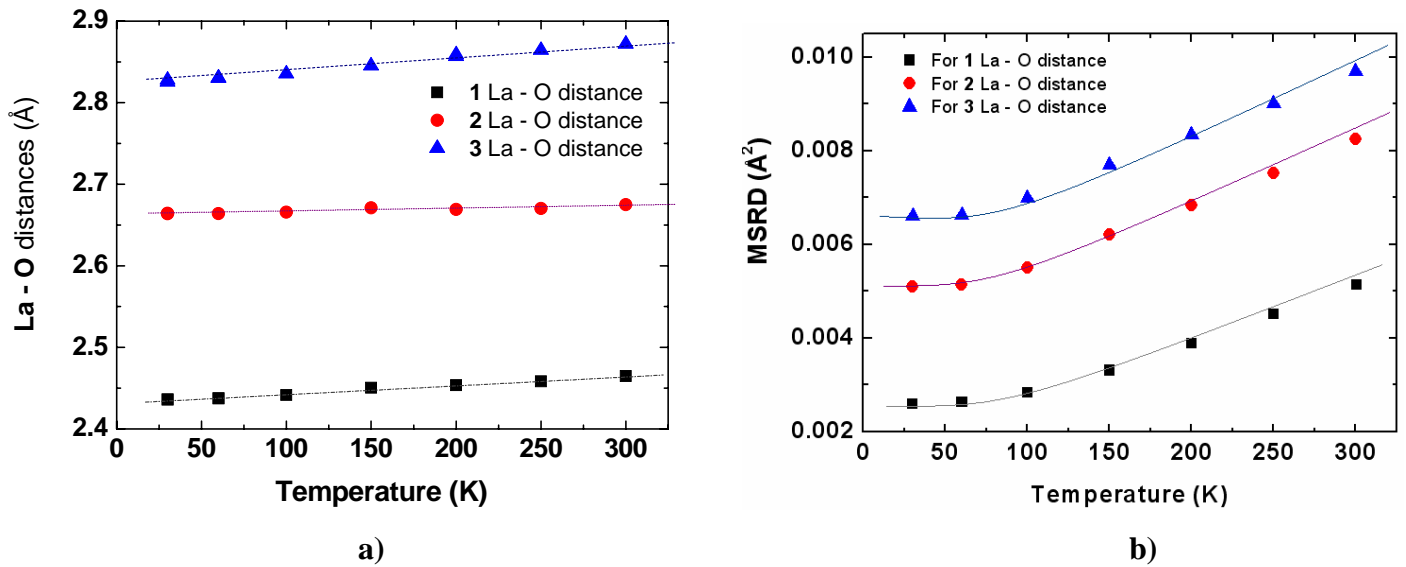 2.9
2.8
2.7
2.6
2.5
2.4
La - O distances (Å)
1 La - O distance
2 La - O distance
3 La - O distance
0 50 100 150 200 250 300
Temperature (K)
a)
0.010
0.008
0.006
0.004
0.002
MSRD (Å²)
For 1 La - O distance
For 2 La - O distance
For 3 La - O distance
0 50 100 150 200 250 300
Temperature (K)
b)